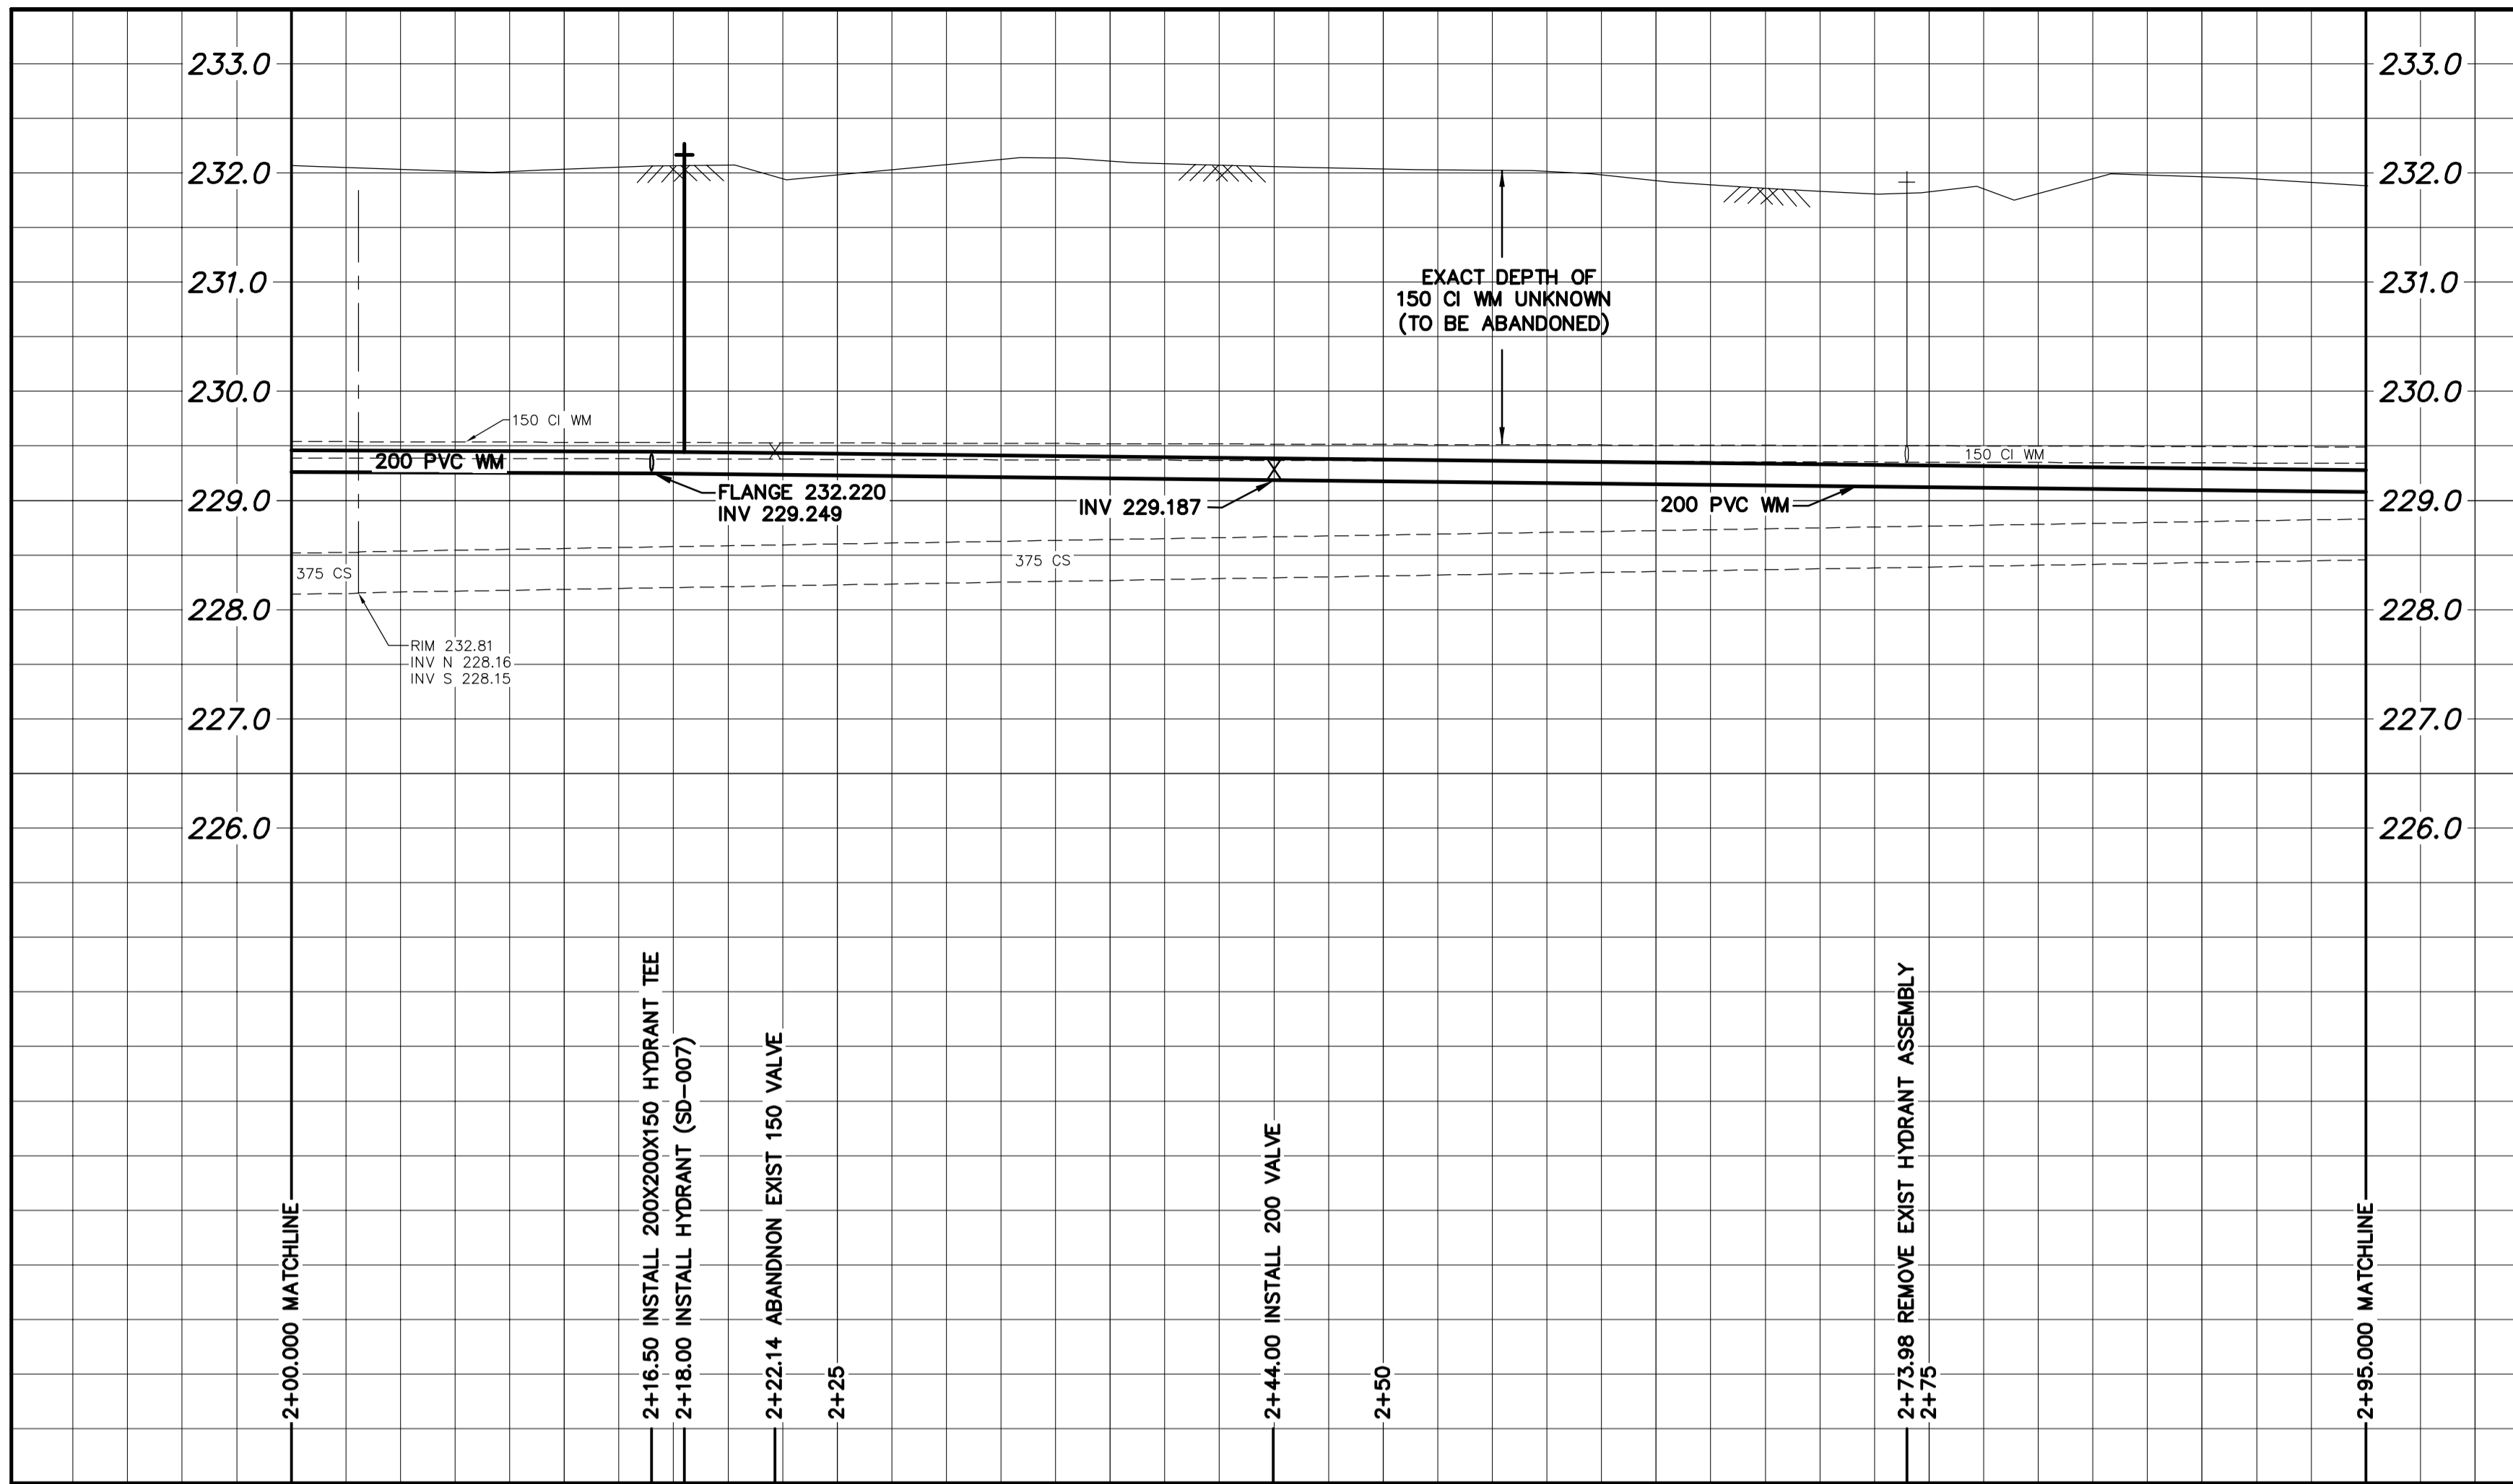 233.0
233.0
232.0
232.0
231.0
231.0
EXACT DEPTH OF
150 CI WM UNKNOWN
(TO BE ABANDONED)
230.0
230.0
150 CI WM
200 PVC WM
150 CI WM
FLANGE 232.220
INV 229.249
INV 229.187
200 PVC WM
229.0
229.0
375 CS
375 CS
228.0
228.0
RIM 232.81
INV N 228.16
INV S 228.15
227.0
227.0
226.0
226.0
2+00.000 MATCHLINE
2+16.50 INSTALL 200X200X150 HYDRANT TEE
2+18.00 INSTALL HYDRANT (SD-007)
2+22.14 ABANDNON EXIST 150 VALVE
2+25
2+44.00 INSTALL 200 VALVE
2+50
2+73.98 REMOVE EXIST HYDRANT ASSEMBLY
2+75
2+95.000 MATCHLINE